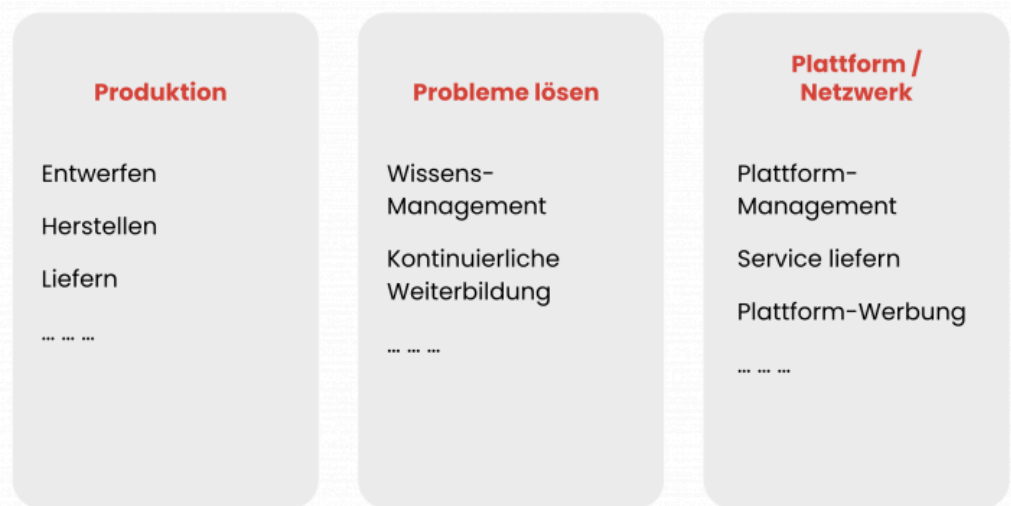 Produktion
Entwerfen
Herstellen
Liefern
... ... ...
Probleme lösen
Wissens-
Management
Kontinuierliche
Weiterbildung
... ... ...
Plattform /
Netzwerk
Plattform-
Management
Service liefern
Plattform-Werbung
... ... ...